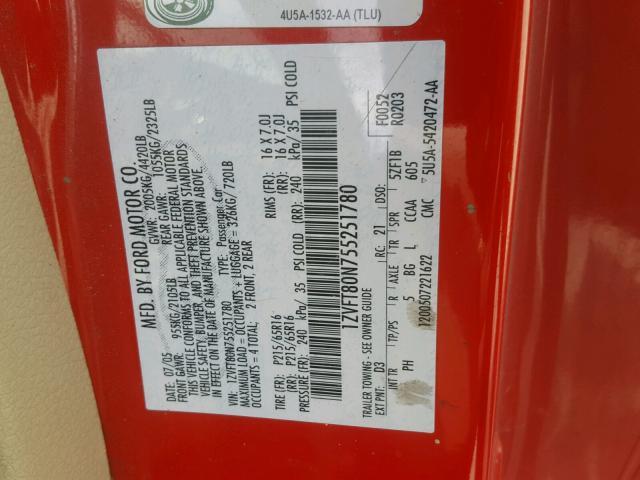 4U5A-1532-AA (TLU)
MFD. BY FORD MOTOR CO.
DATE: 07/05 GVWR: 2005KG/4420LB
FRONT GAWR: 955KG/2105LB REAR GAWR: 1055KG/2325LB
THIS VEHICLE CONFORMS TO ALL APPLICABLE FEDERAL MOTOR
VEHICLE SAFETY, BUMPER, AND THEFT PREVENTION STANDARDS
IN EFFECT ON THE DATE OF MANUFACTURE SHOWN ABOVE.
VIN: 1ZVFT80N755251780 TYPE: Passenger Car
MAXIMUM LOAD = OCCUPANTS + LUGGAGE = 326KG/ 720LB
OCCUPANTS = 4 TOTAL: 2 FRONT, 2 REAR
TIRE (FR): P215/65R16 RIMS (FR): 16 X 7.0J
(RR): P215/65R16 (RR): 16 X 7.0J
PRESSURE (FR): 240 kPa/ 35 PSI COLD (RR): 240 kPa/ 35 PSI COLD
1ZVFT80N755251780
TRAILER TOWING - SEE OWNER GUIDE
F0052
EXT PNT: D3 RC: 21 DSO: R0203
INT TR TP/PS R AXLE TR SPR 5ZF1B
PH 5 BG L CCAA 605
CMC 5U5A-5420472-AA
1200507221622